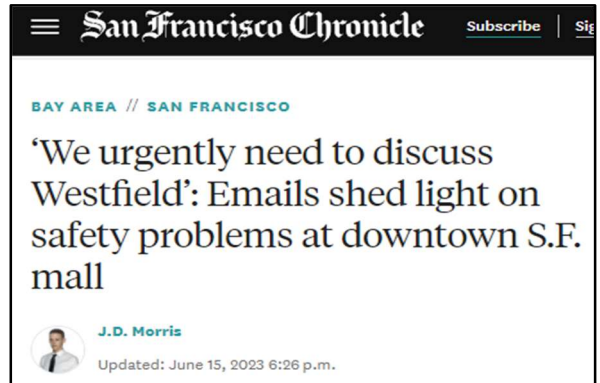 San Francisco Chronicle Subscribe
BAY AREA // SAN FRANCISCO
‘We urgently need to discuss
Westfield’: Emails shed light on
safety problems at downtown S.F.
mall
J.D. Morris
Updated: June 15, 2023 6:26 p.m.